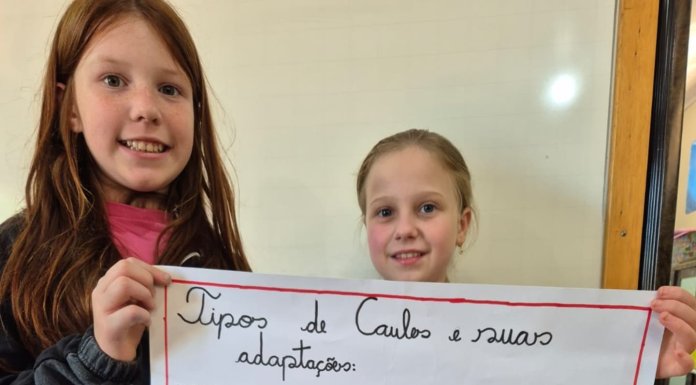 Tipos de Caules e suas
adaptações: